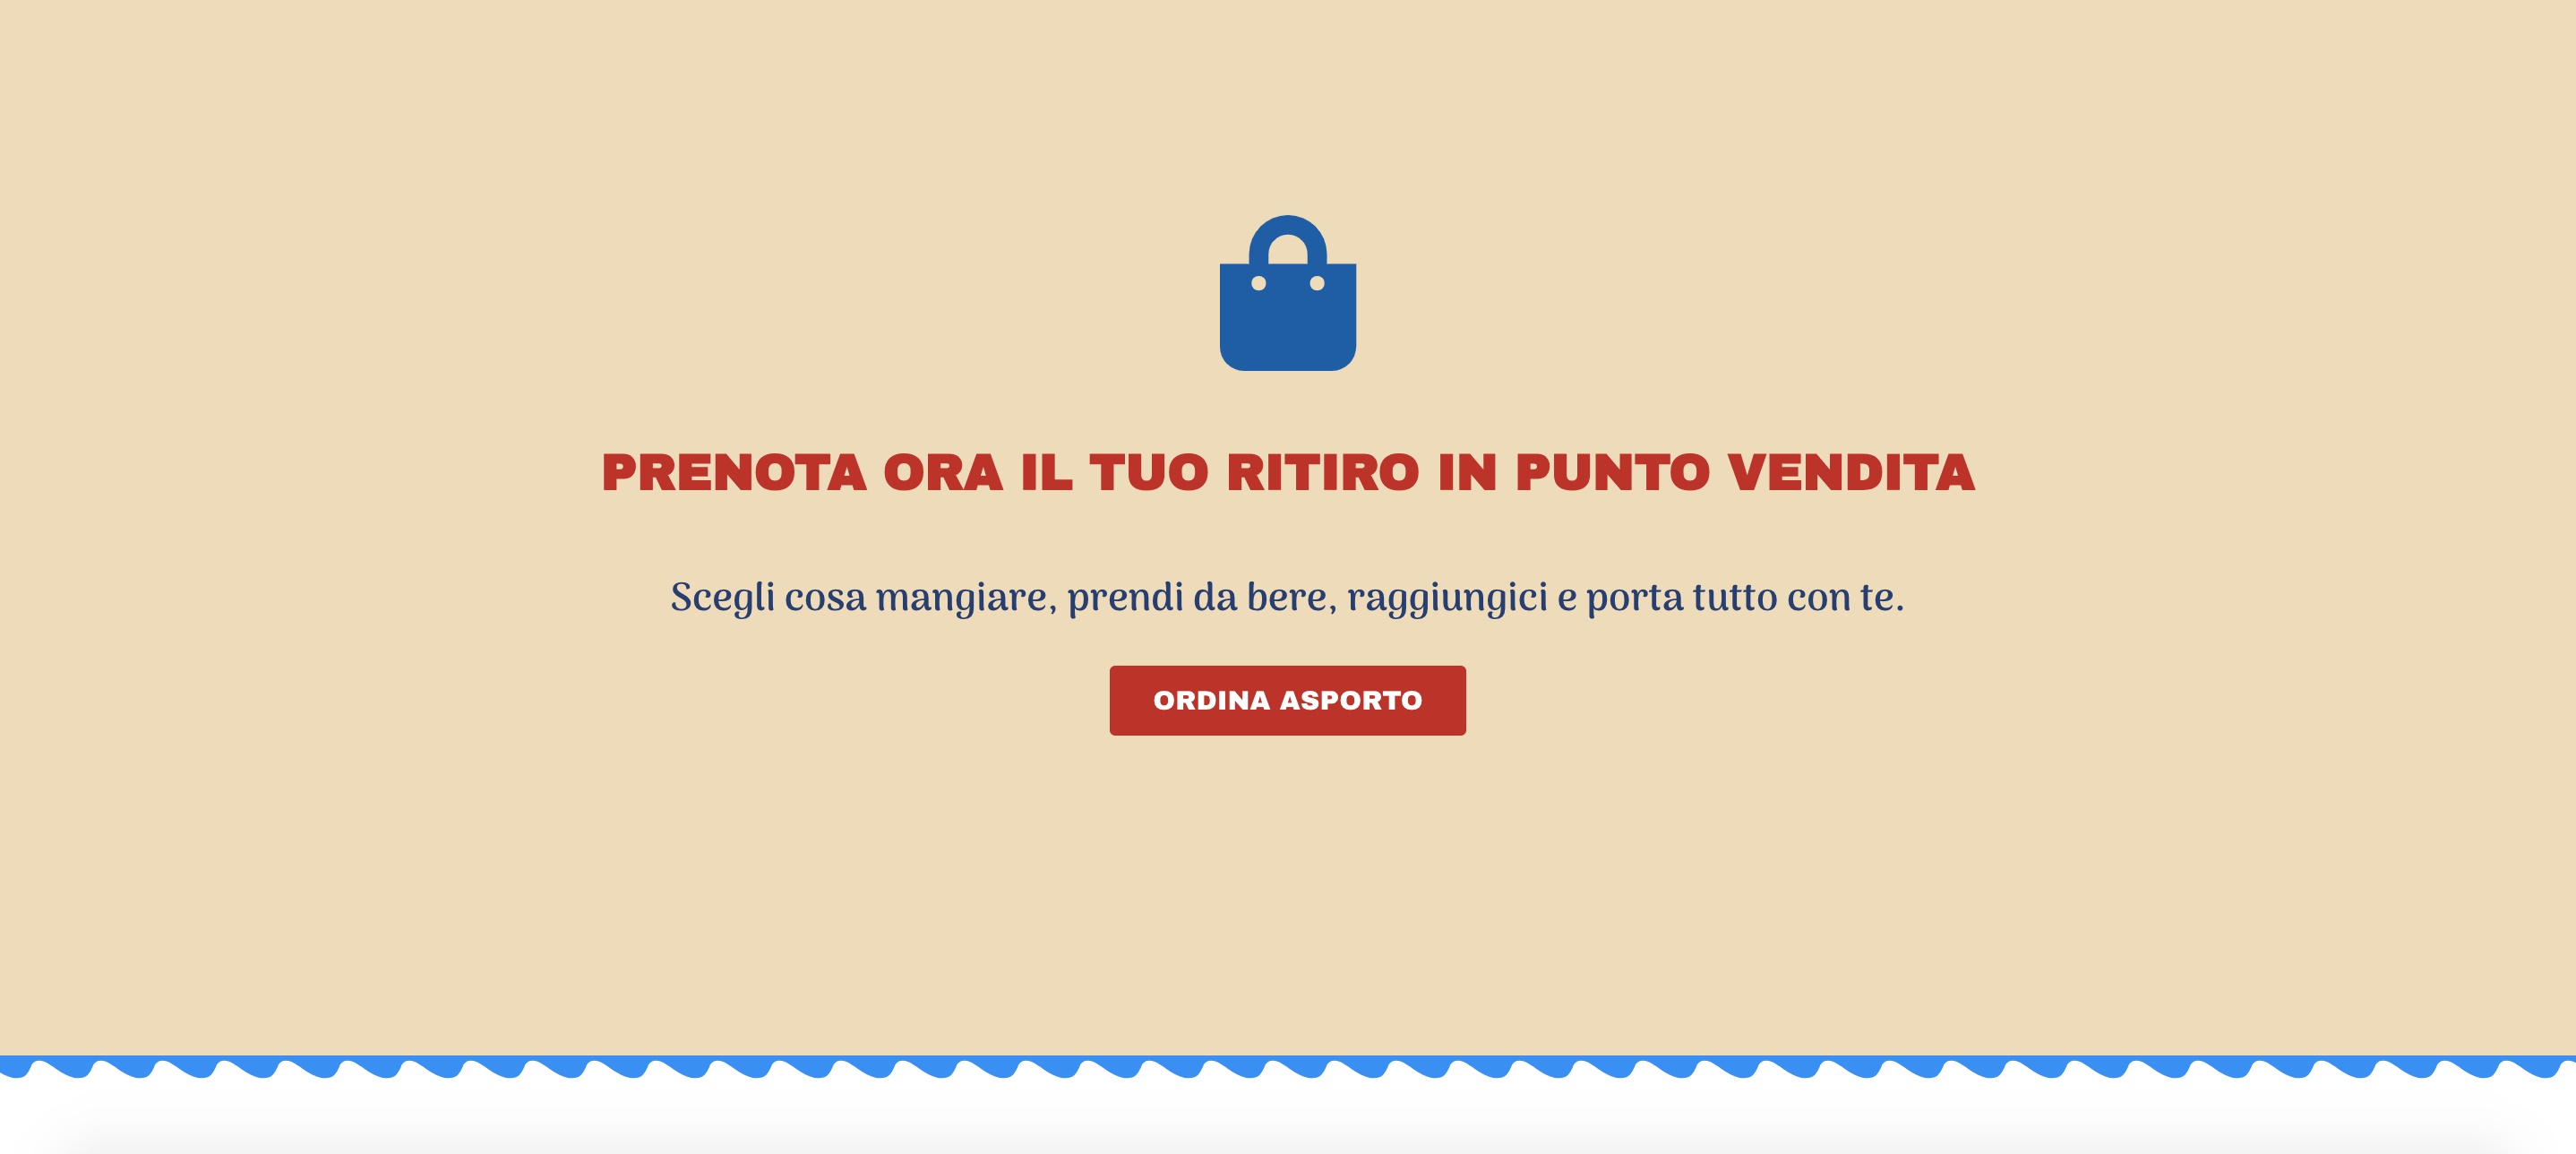 PRENOTA ORA IL TUO RITIRO IN PUNTO VENDITA
Scegli cosa mangiare, prendi da bere, raggiungici e porta tutto con te.
ORDINA ASPORTO